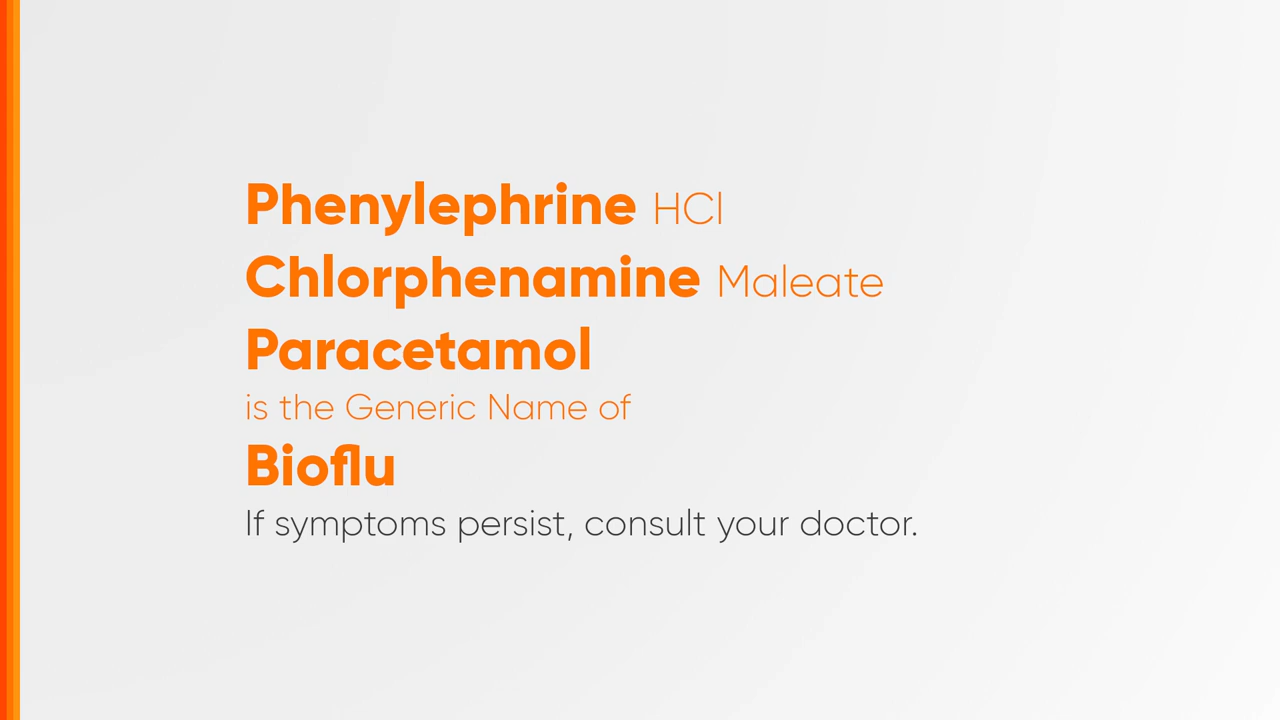 Phenylephrine HCl
Chlorphenamine Maleate
Paracetamol
is the Generic Name of
Bioflu
If symptoms persist, consult your doctor.